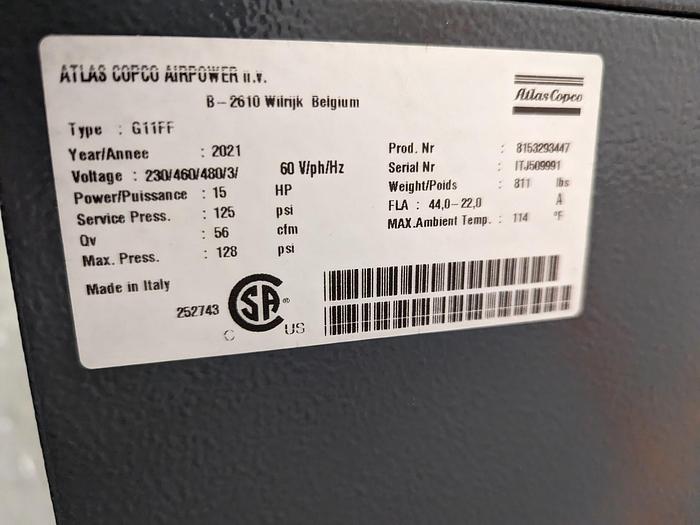 ATLAS COPCO AIRPOWER n.v.
B-2610 Wilrijk Belgium
AtlasCopco
Type : G11FF
Year/Annee : 2021
Voltage : 230/460/480/3/ 60 V/ph/Hz
Power/Puissance : 15 HP
Service Press. : 125 psi
Qv : 56 cfm
Max. Press. : 128 psi
Prod. Nr : 8153293447
Serial Nr : ITJ509991
Weight/Poids : 811 lbs
FLA : 44,0-22,0 A
MAX.Ambient Temp. : 114 °F
Made in Italy
252743
CSA ®
C US